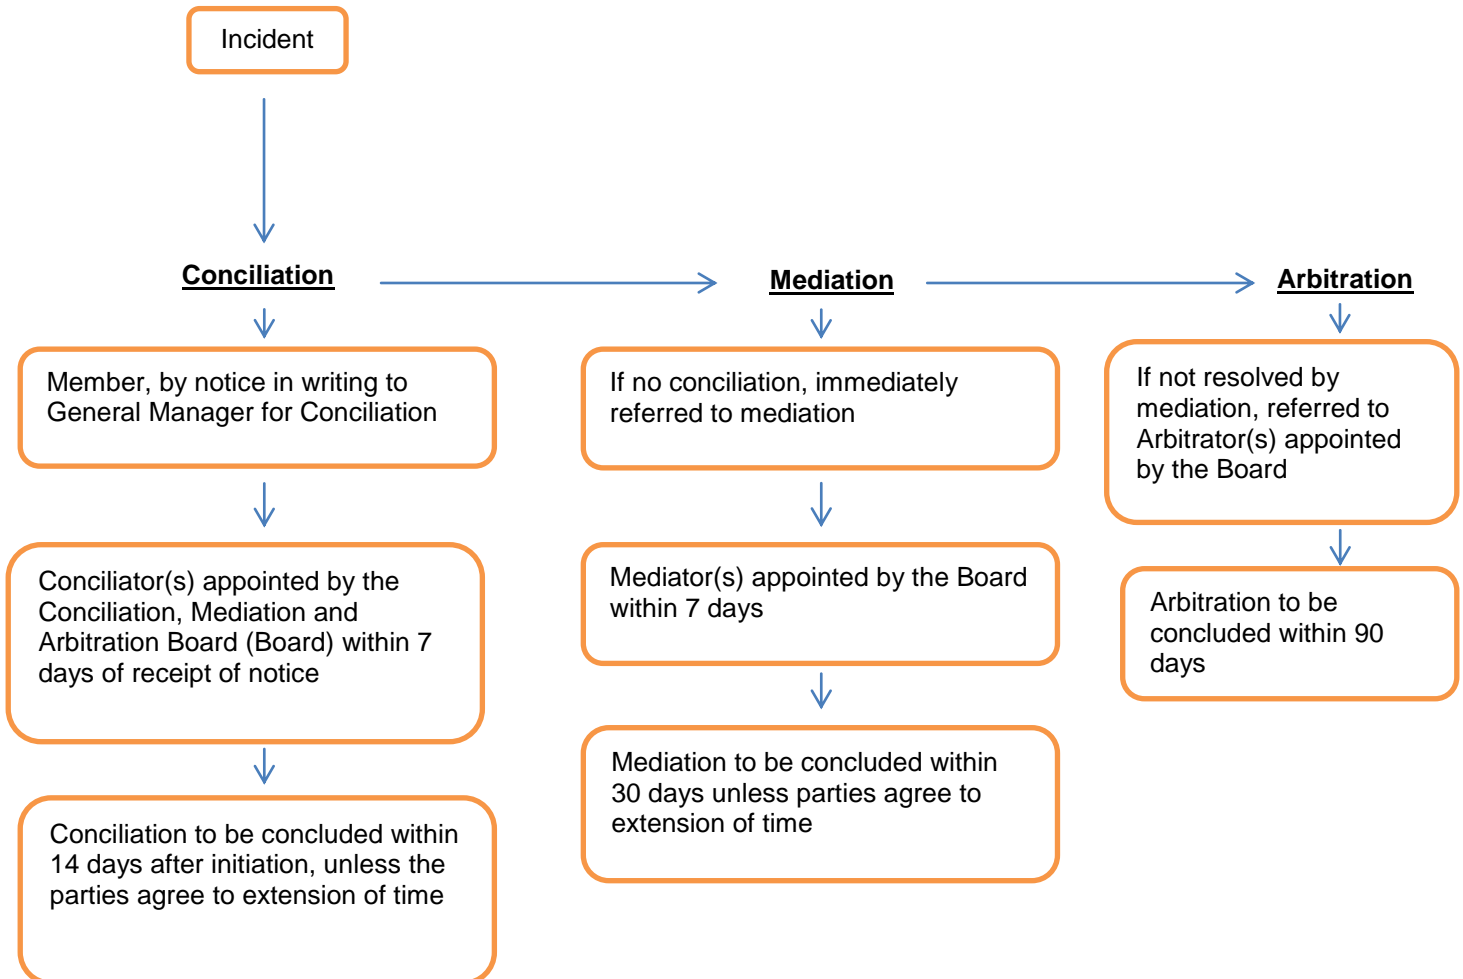 Incident
Conciliation
Mediation
Arbitration
Member, by notice in writing to
General Manager for Conciliation
Conciliator(s) appointed by the
Conciliation, Mediation and
Arbitration Board (Board) within 7
days of receipt of notice
Conciliation to be concluded within
14 days after initiation, unless the
parties agree to extension of time
If no conciliation, immediately
referred to mediation
Mediator(s) appointed by the Board
within 7 days
Mediation to be concluded within
30 days unless parties agree to
extension of time
If not resolved by
mediation, referred to
Arbitrator(s) appointed
by the Board
Arbitration to be
concluded within 90
days